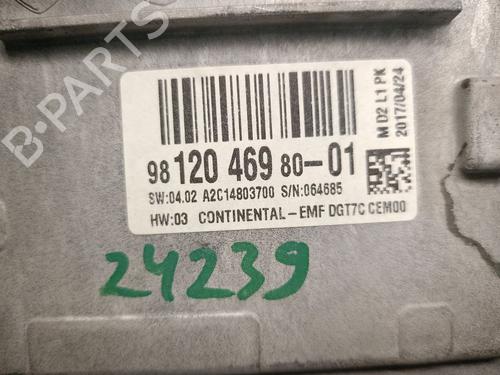 B-PARTS
98 120 469 80-01
SW:04.02 A2C14803700 S/N:064685
HW:03 CONTINENTAL-EMF DGT7C CEM00
M D2 L1 PK
2017/04/24
24239